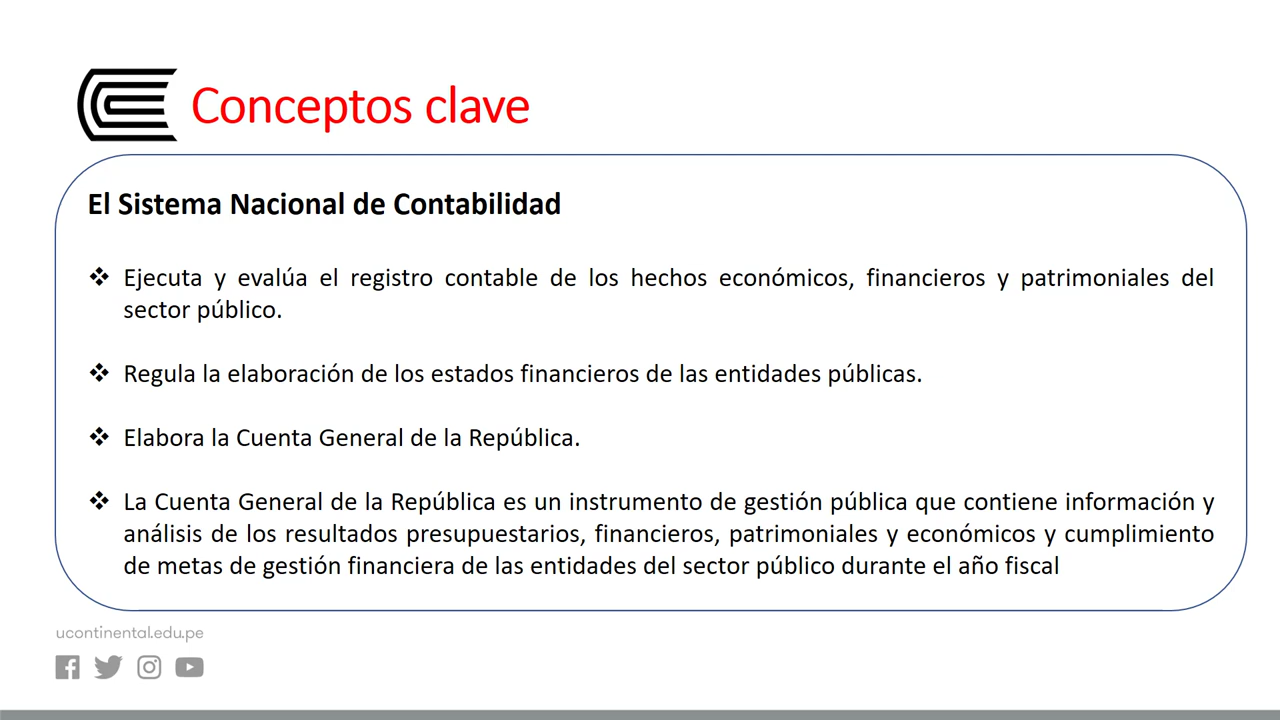 Conceptos clave
El Sistema Nacional de Contabilidad
❖ Ejecuta y evalúa el registro contable de los hechos económicos, financieros y patrimoniales del
sector público.
❖ Regula la elaboración de los estados financieros de las entidades públicas.
❖ Elabora la Cuenta General de la República.
❖ La Cuenta General de la República es un instrumento de gestión pública que contiene información y
análisis de los resultados presupuestarios, financieros, patrimoniales y económicos y cumplimiento
de metas de gestión financiera de las entidades del sector público durante el año fiscal
ucontinental.edu.pe